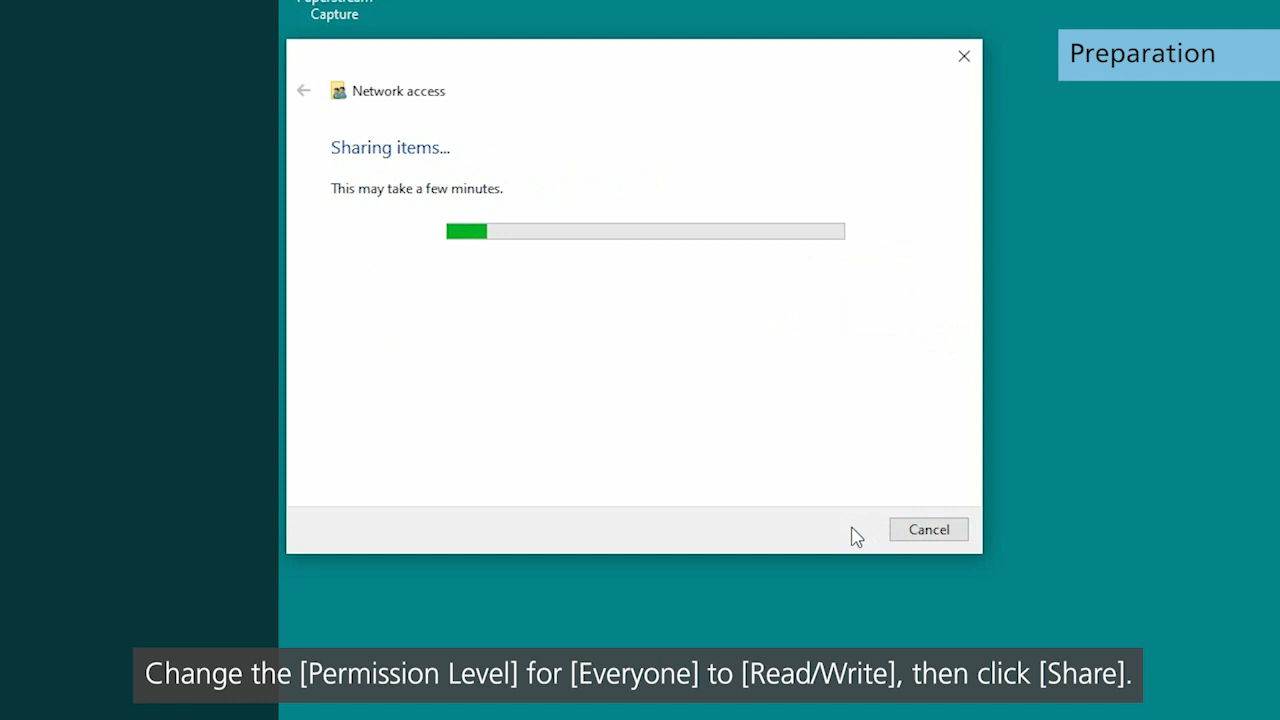 Capture
Preparation
Network access
Sharing items...
This may take a few minutes.
Cancel
Change the [Permission Level] for [Everyone] to [Read/Write], then click [Share].